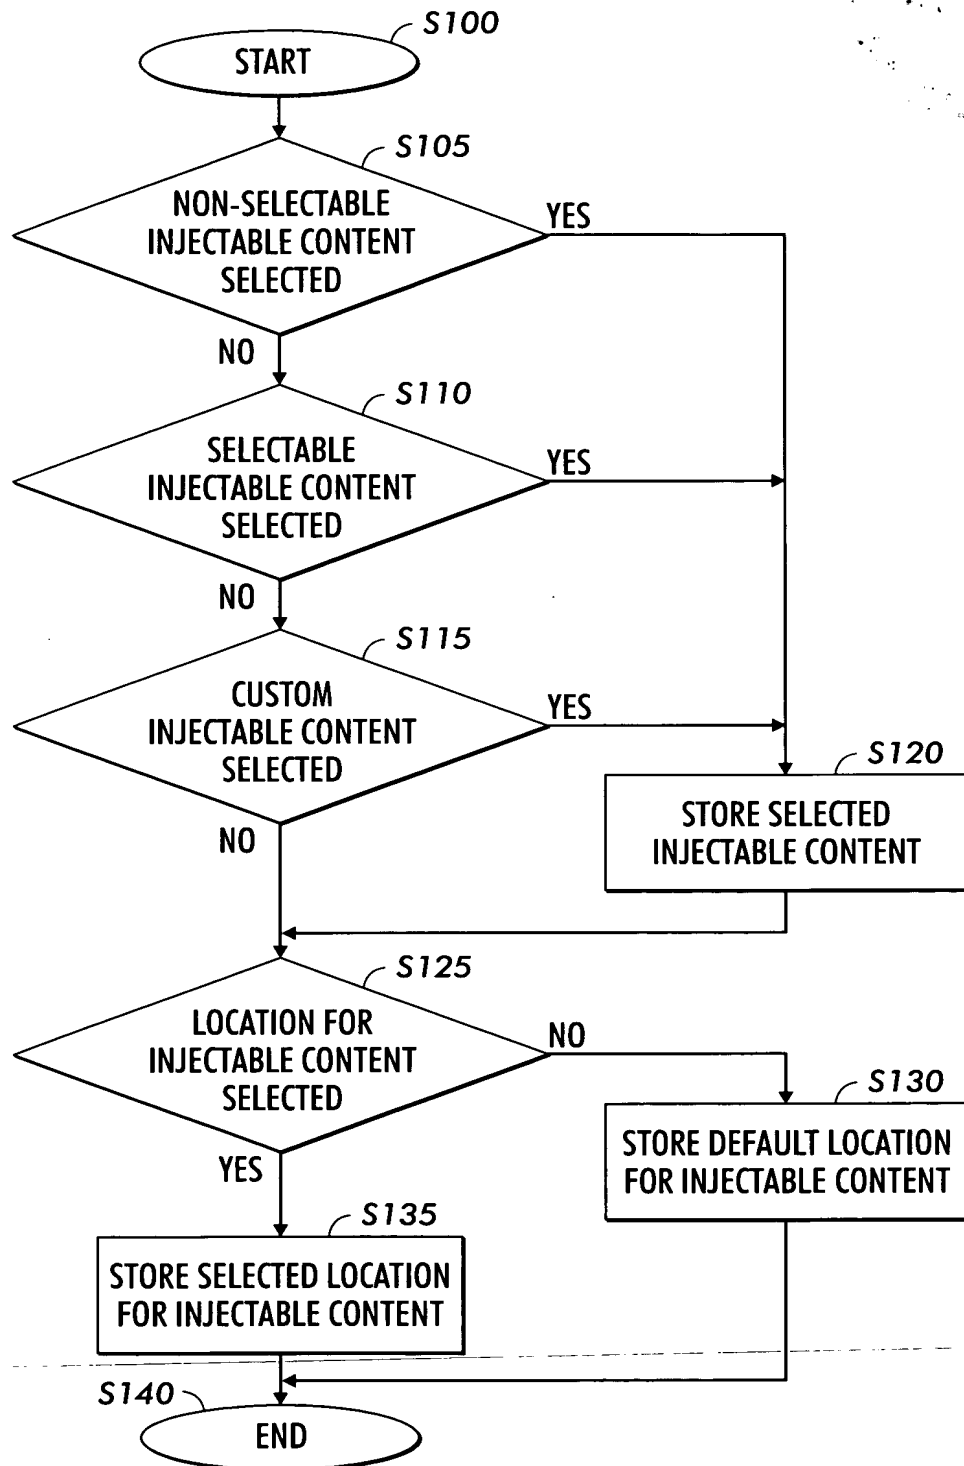 S100
START
S105
NON-SELECTABLE
INJECTABLE CONTENT
SELECTED
YES
NO
S110
SELECTABLE
INJECTABLE CONTENT
SELECTED
YES
NO
S115
CUSTOM
INJECTABLE CONTENT
SELECTED
YES
NO
S120
STORE SELECTED
INJECTABLE CONTENT
S125
LOCATION FOR
INJECTABLE CONTENT
SELECTED
NO
YES
S130
STORE DEFAULT LOCATION
FOR INJECTABLE CONTENT
S135
STORE SELECTED LOCATION
FOR INJECTABLE CONTENT
S140
END